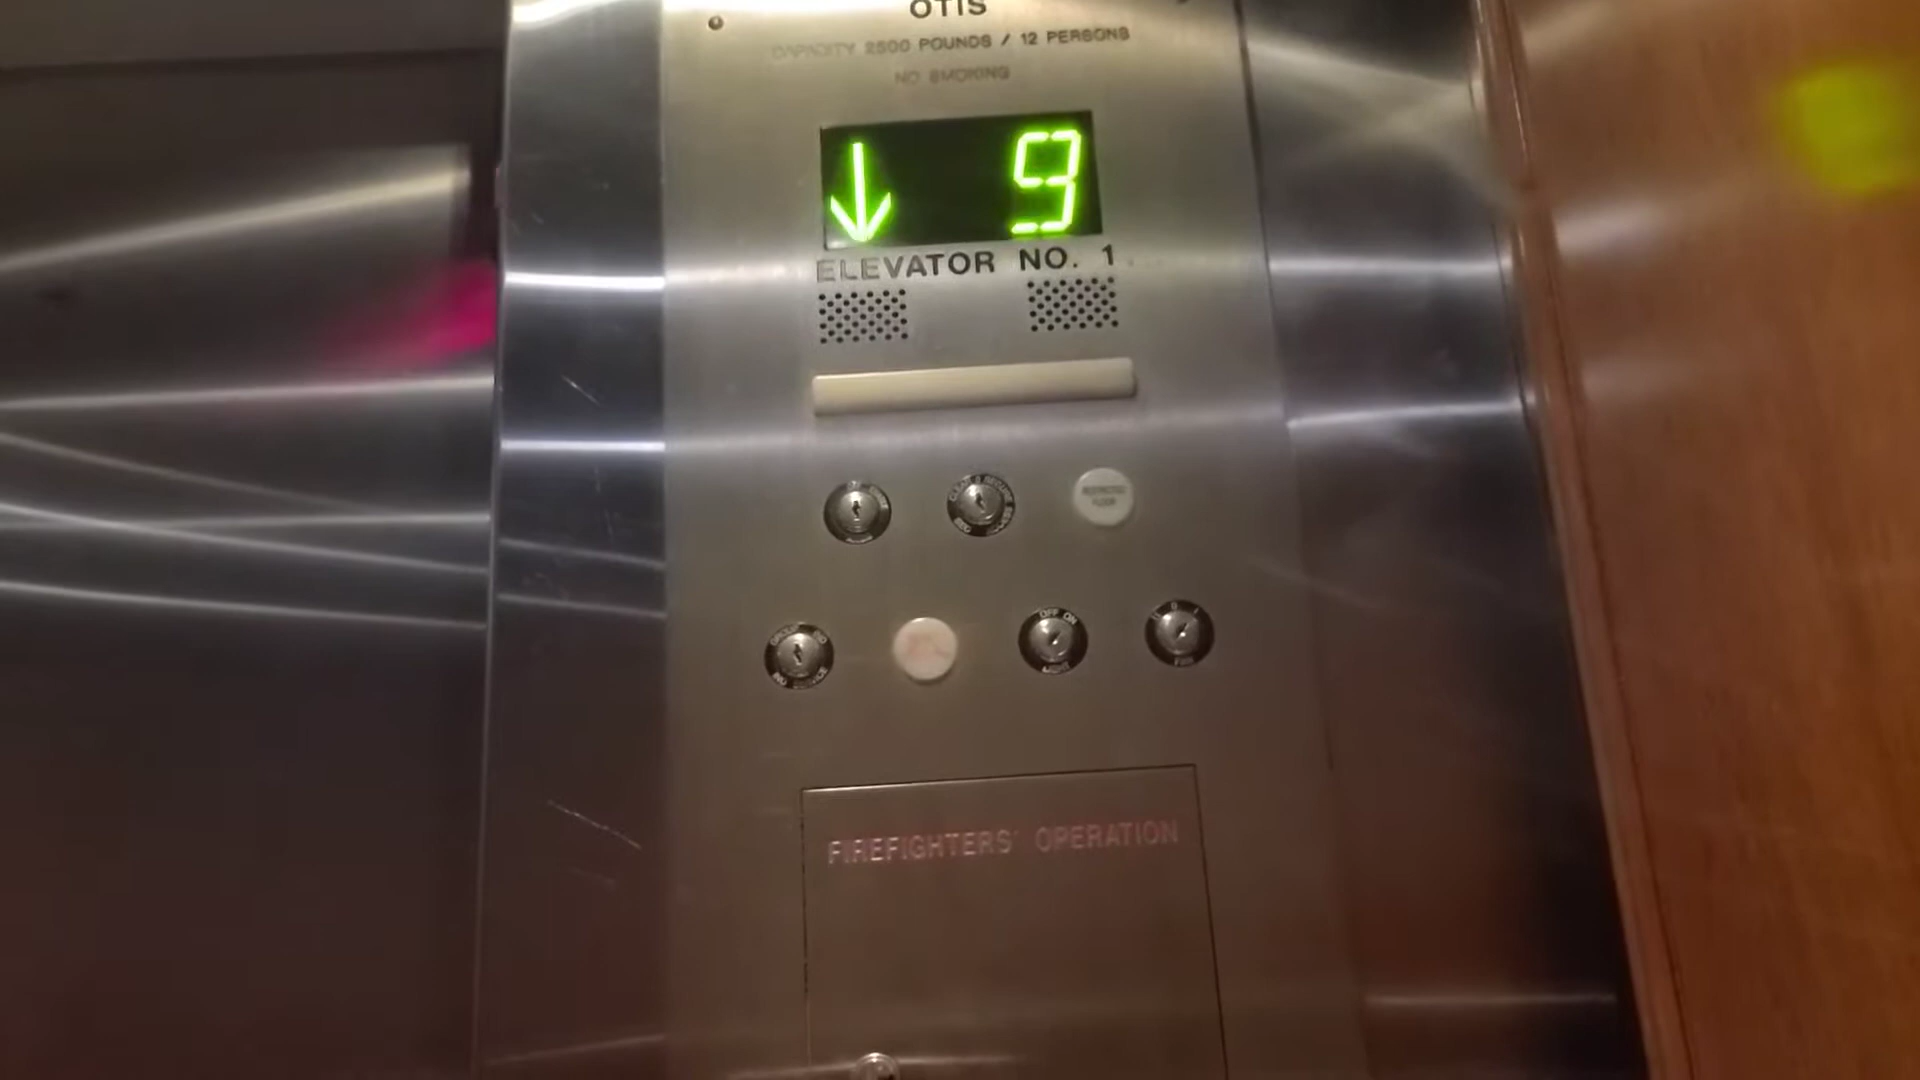 OTIS
CAPACITY 2500 POUNDS / 12 PERSONS
NO SMOKING
9
ELEVATOR NO. 1
RESTRICTED
FLOOR
OFF ON
FIREFIGHTERS' OPERATION